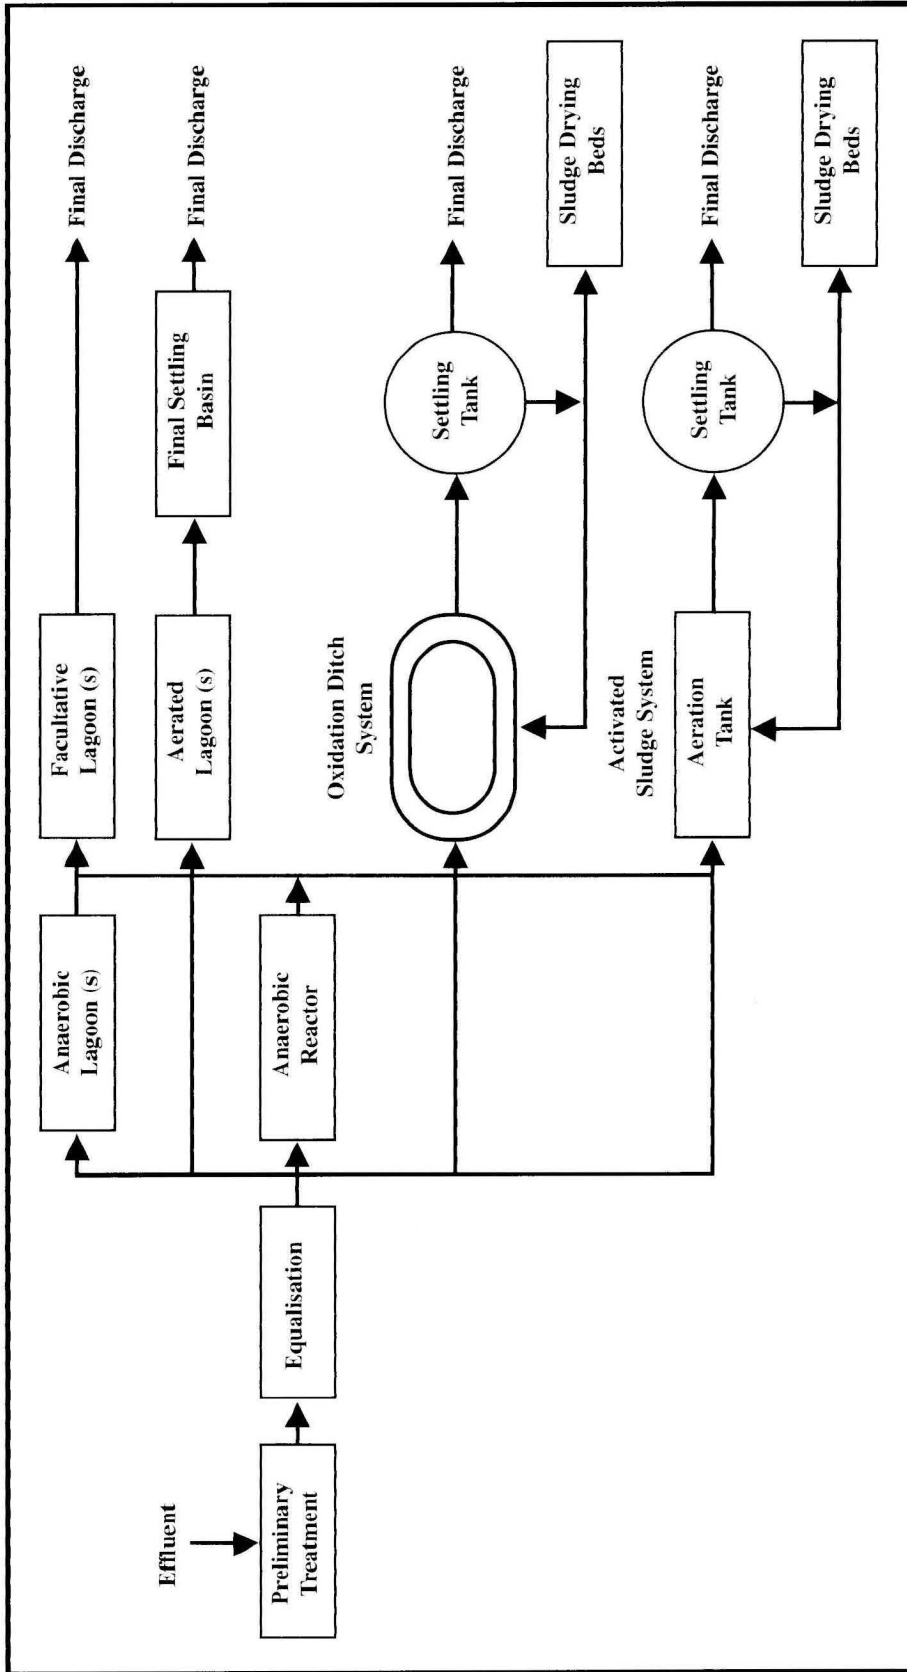 Effluent
Preliminary
Treatment
Equalisation
Anaerobic
Lagoon (s)
Anaerobic
Reactor
Facultative
Lagoon (s)
Final Discharge
Aerated
Lagoon (s)
Final Settling
Basin
Final Discharge
Oxidation Ditch
System
Settling
Tank
Final Discharge
Sludge Drying
Beds
Activated
Sludge System
Aeration
Tank
Settling
Tank
Final Discharge
Sludge Drying
Beds